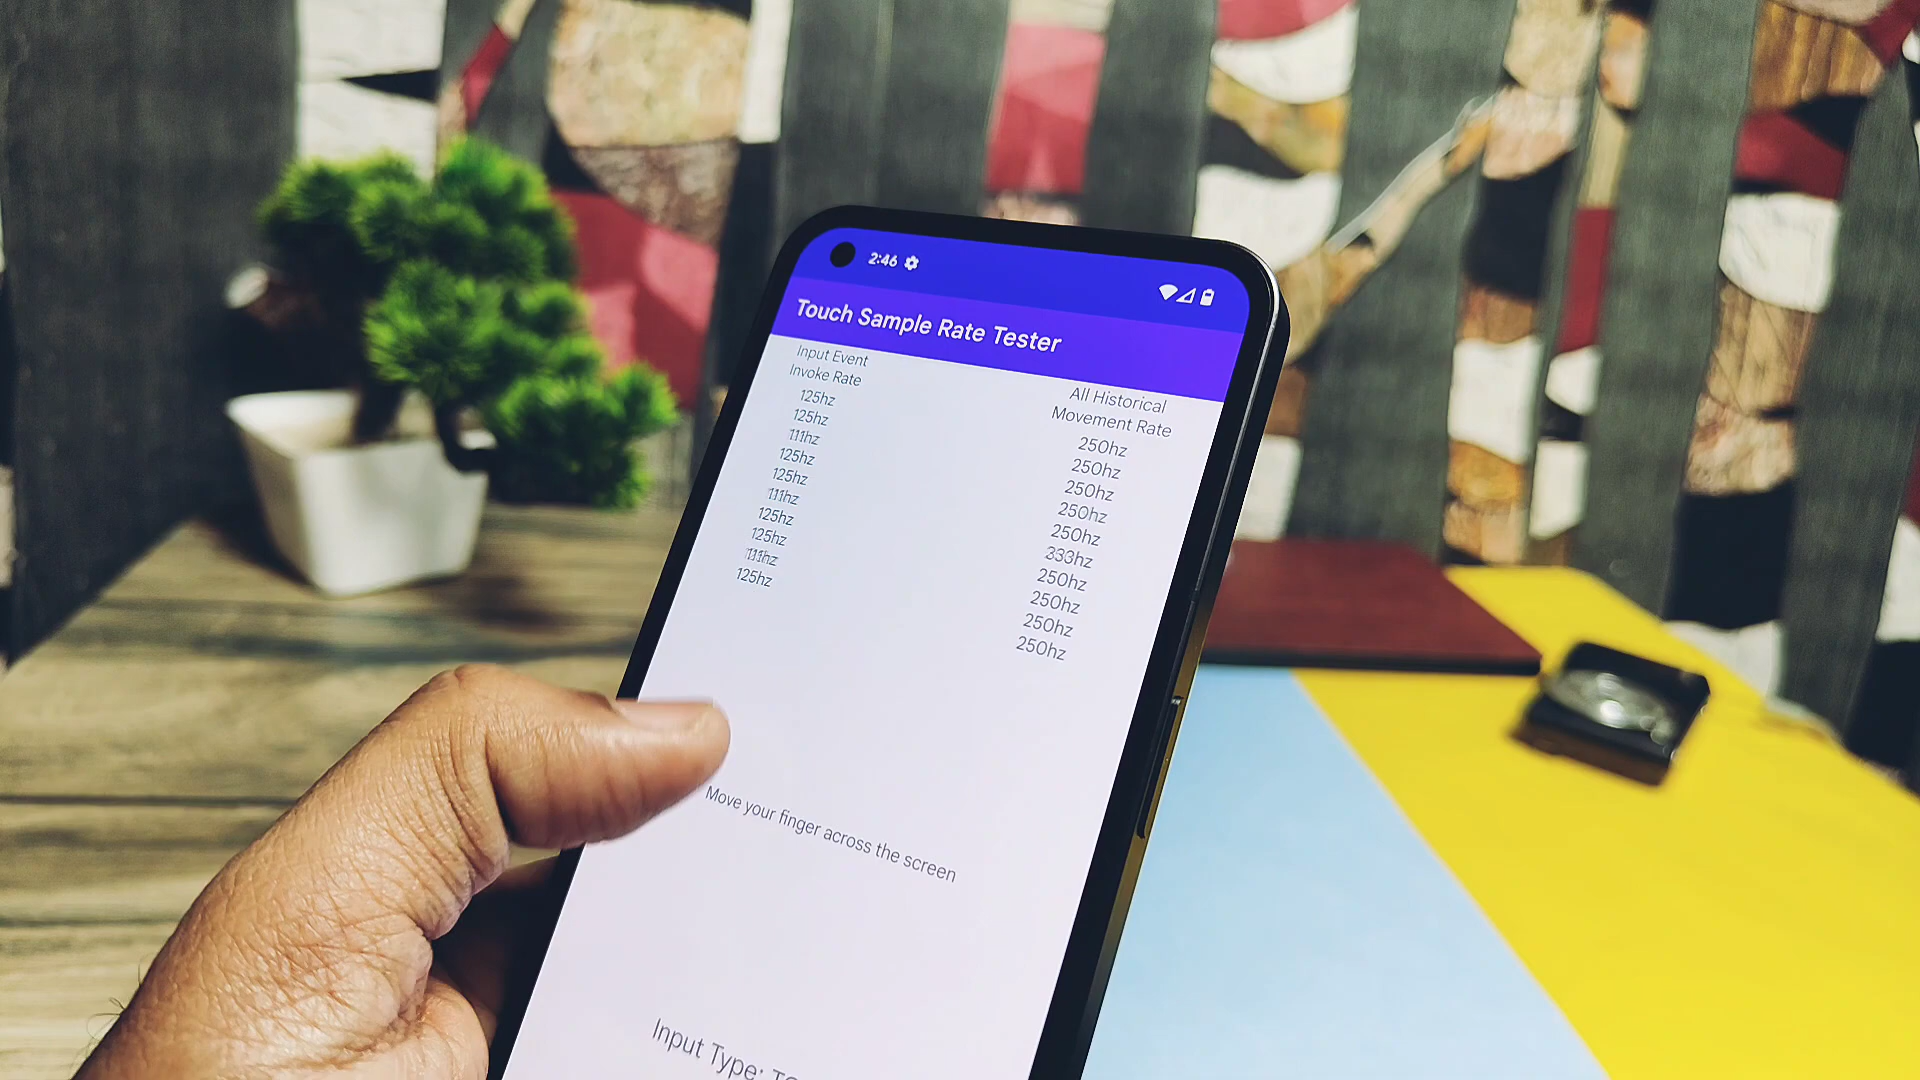 2:46
Touch Sample Rate Tester
Input Event
Invoke Rate
125hz
125hz
111hz
125hz
125hz
111hz
125hz
125hz
111hz
125hz
All Historical
Movement Rate
250hz
250hz
250hz
250hz
250hz
333hz
250hz
250hz
250hz
250hz
Move your finger across the screen
Input Type: